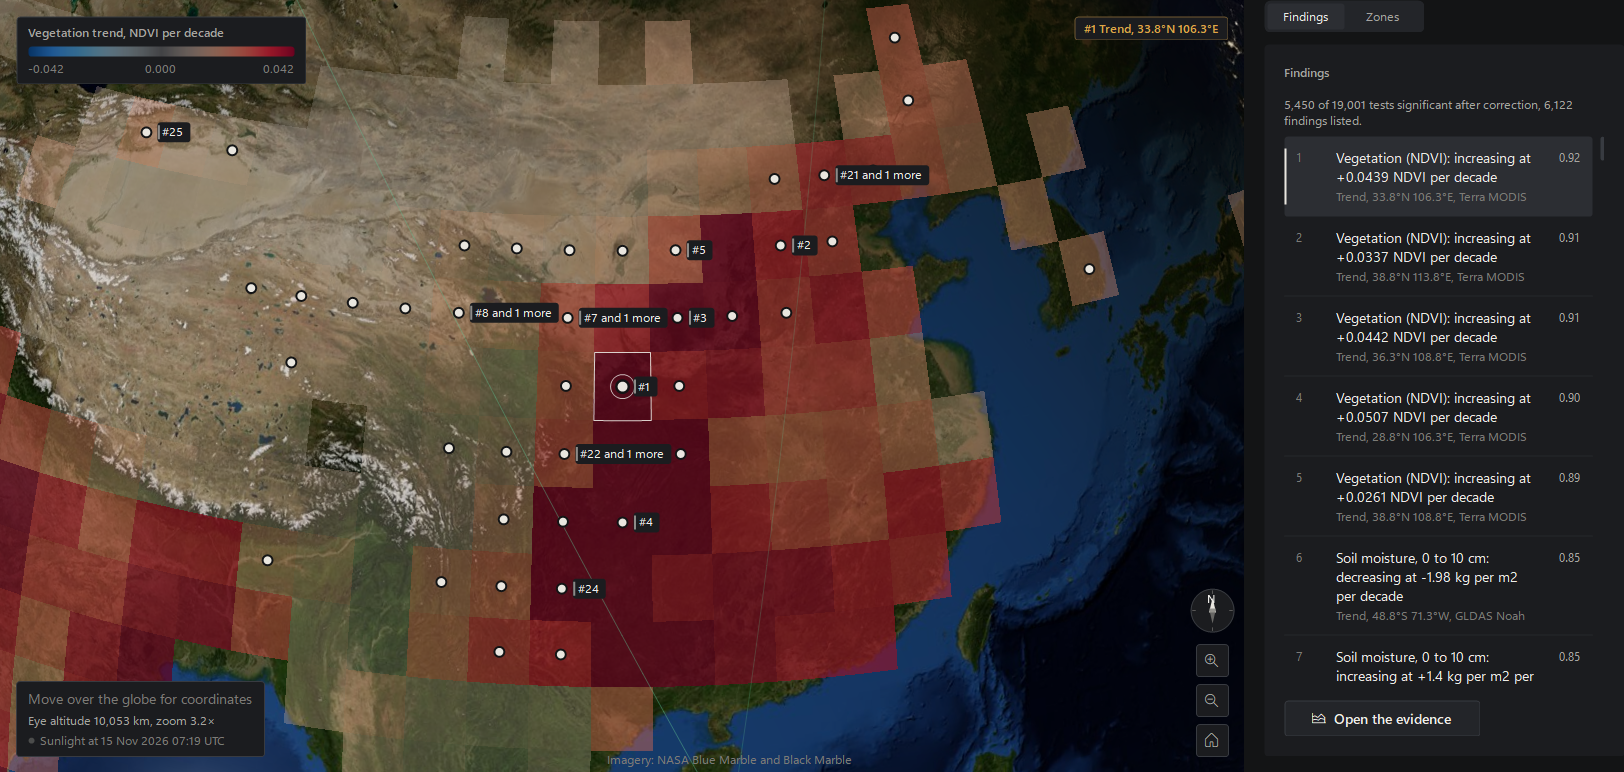 Vegetation trend, NDVI per decade
-0.042 0.000 0.042
#1 Trend, 33.8°N 106.3°E
#25
#21 and 1 more
#5
#2
#8 and 1 more
#7 and 1 more
#3
#1
#22 and 1 more
#4
#24
N
Move over the globe for coordinates
Eye altitude 10,053 km, zoom 3.2×
Sunlight at 15 Nov 2026 07:19 UTC
Imagery: NASA Blue Marble and Black Marble
Findings Zones
Findings
5,450 of 19,001 tests significant after correction, 6,122
findings listed.
1 Vegetation (NDVI): increasing at 0.92
+0.0439 NDVI per decade
Trend, 33.8°N 106.3°E, Terra MODIS
2 Vegetation (NDVI): increasing at 0.91
+0.0337 NDVI per decade
Trend, 38.8°N 113.8°E, Terra MODIS
3 Vegetation (NDVI): increasing at 0.91
+0.0442 NDVI per decade
Trend, 36.3°N 108.8°E, Terra MODIS
4 Vegetation (NDVI): increasing at 0.90
+0.0507 NDVI per decade
Trend, 28.8°N 106.3°E, Terra MODIS
5 Vegetation (NDVI): increasing at 0.89
+0.0261 NDVI per decade
Trend, 38.8°N 108.8°E, Terra MODIS
6 Soil moisture, 0 to 10 cm: 0.85
decreasing at -1.98 kg per m2
per decade
Trend, 48.8°S 71.3°W, GLDAS Noah
7 Soil moisture, 0 to 10 cm: 0.85
increasing at +1.4 kg per m2 per
Open the evidence